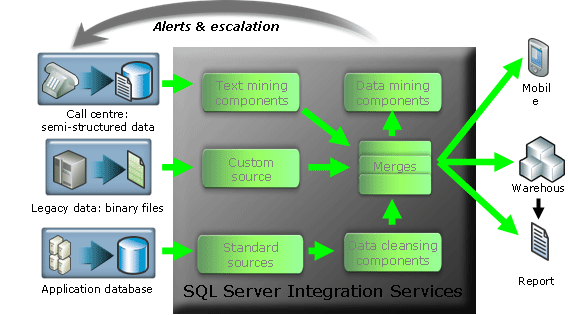 Alerts & escalation
Call centre:
semi-structured data
Text mining
components
Data mining
components
Mobil
e
Legacy data: binary files
Custom
source
Merges
Warehous
Application database
Standard
sources
Data cleansing
components
Report
SQL Server Integration Services